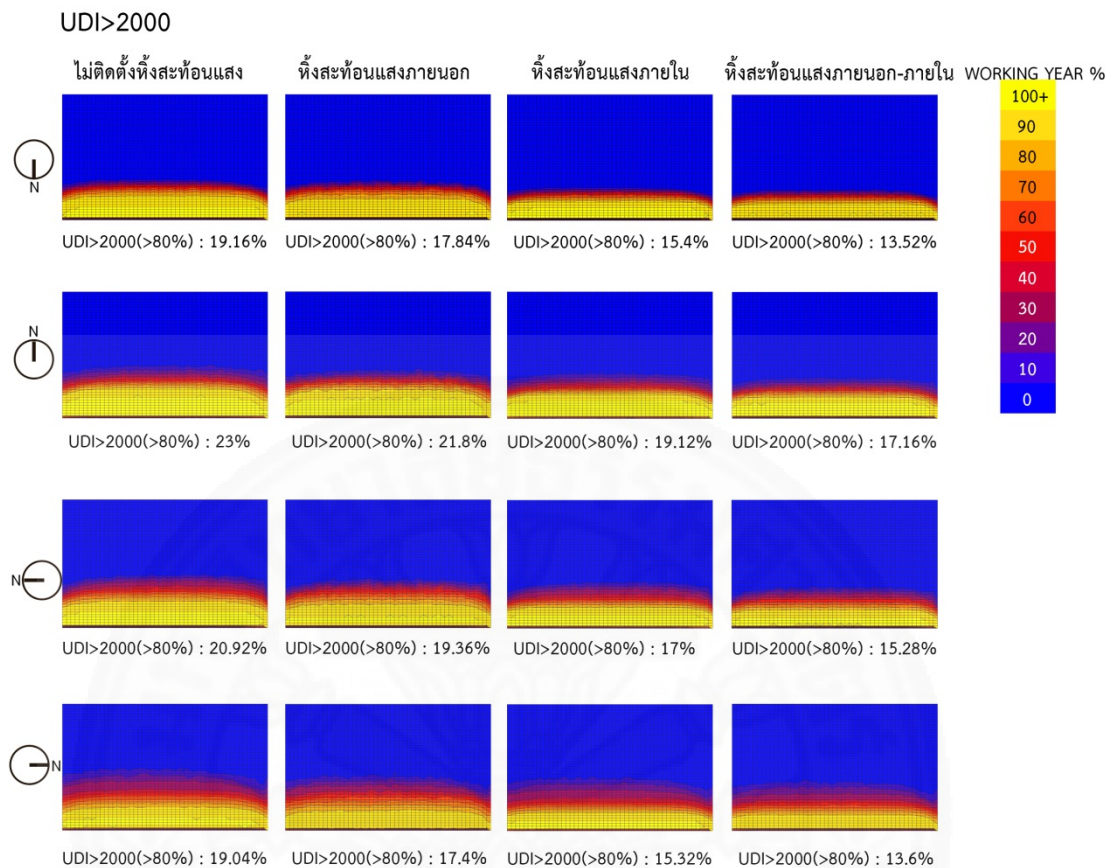 UDI>2000
ไม่ติดตั้งหิ้งสะท้อนแสง หิ้งสะท้อนแสงภายนอก หิ้งสะท้อนแสงภายใน หิ้งสะท้อนแสงภายนอก-ภายใน WORKING YEAR %
100+
90
80
70
60
50
40
30
20
10
0
N
UDI>2000(>80%) : 19.16% UDI>2000(>80%) : 17.84% UDI>2000(>80%) : 15.4% UDI>2000(>80%) : 13.52%
N
UDI>2000(>80%) : 23% UDI>2000(>80%) : 21.8% UDI>2000(>80%) : 19.12% UDI>2000(>80%) : 17.16%
N
UDI>2000(>80%) : 20.92% UDI>2000(>80%) : 19.36% UDI>2000(>80%) : 17% UDI>2000(>80%) : 15.28%
N
UDI>2000(>80%) : 19.04% UDI>2000(>80%) : 17.4% UDI>2000(>80%) : 15.32% UDI>2000(>80%) : 13.6%